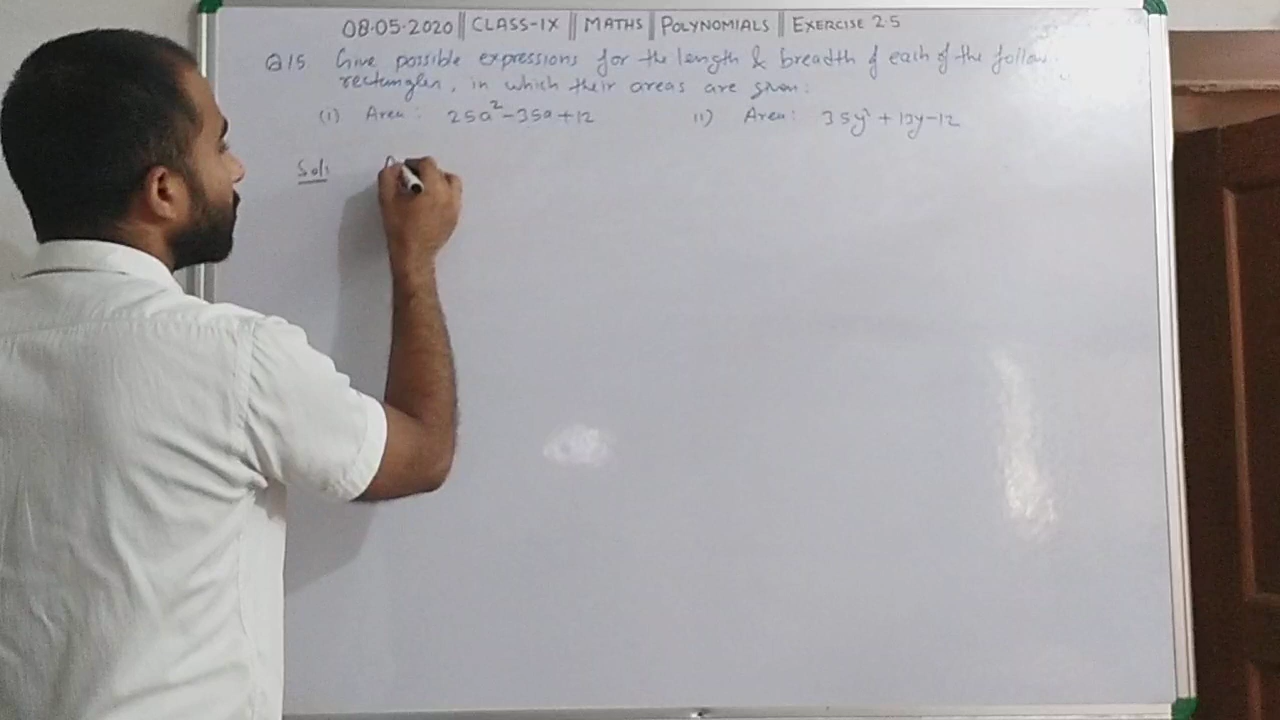 08.05.2020 || CLASS-IX || MATHS || POLYNOMIALS || EXERCISE 2.5
Q15. Give possible expressions for the length & breadth of each of the follow.
rectangles, in which their areas are given:
(i) Area: 25a²-35a+12 ii) Area: 35y²+13y-12
Sol: